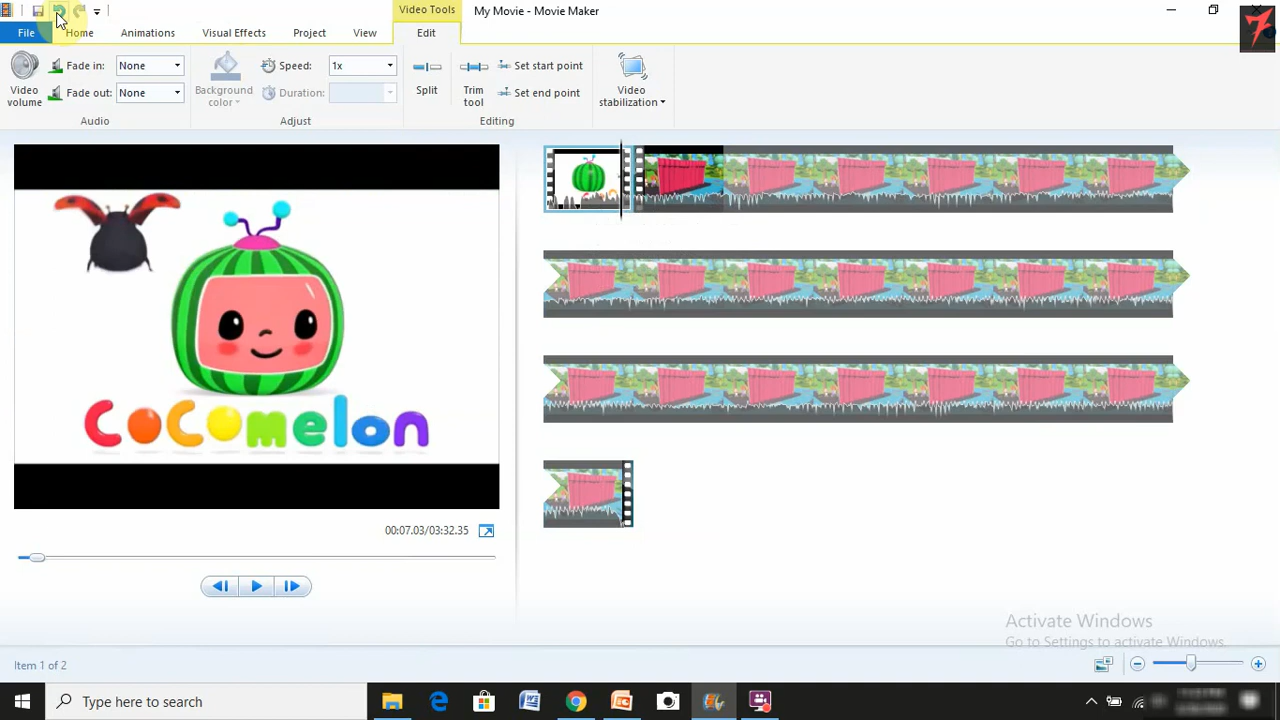 Video Tools
My Movie - Movie Maker
File Home Animations Visual Effects Project View Edit
Video volume
Fade in: None
Fade out: None
Audio
Background color
Speed: 1x
Duration:
Adjust
Split
Trim tool
Set start point
Set end point
Editing
Video stabilization
CoComelon
00:07.03/03:32.35
Activate Windows
Go to Settings to activate Windows.
Item 1 of 2
Type here to search